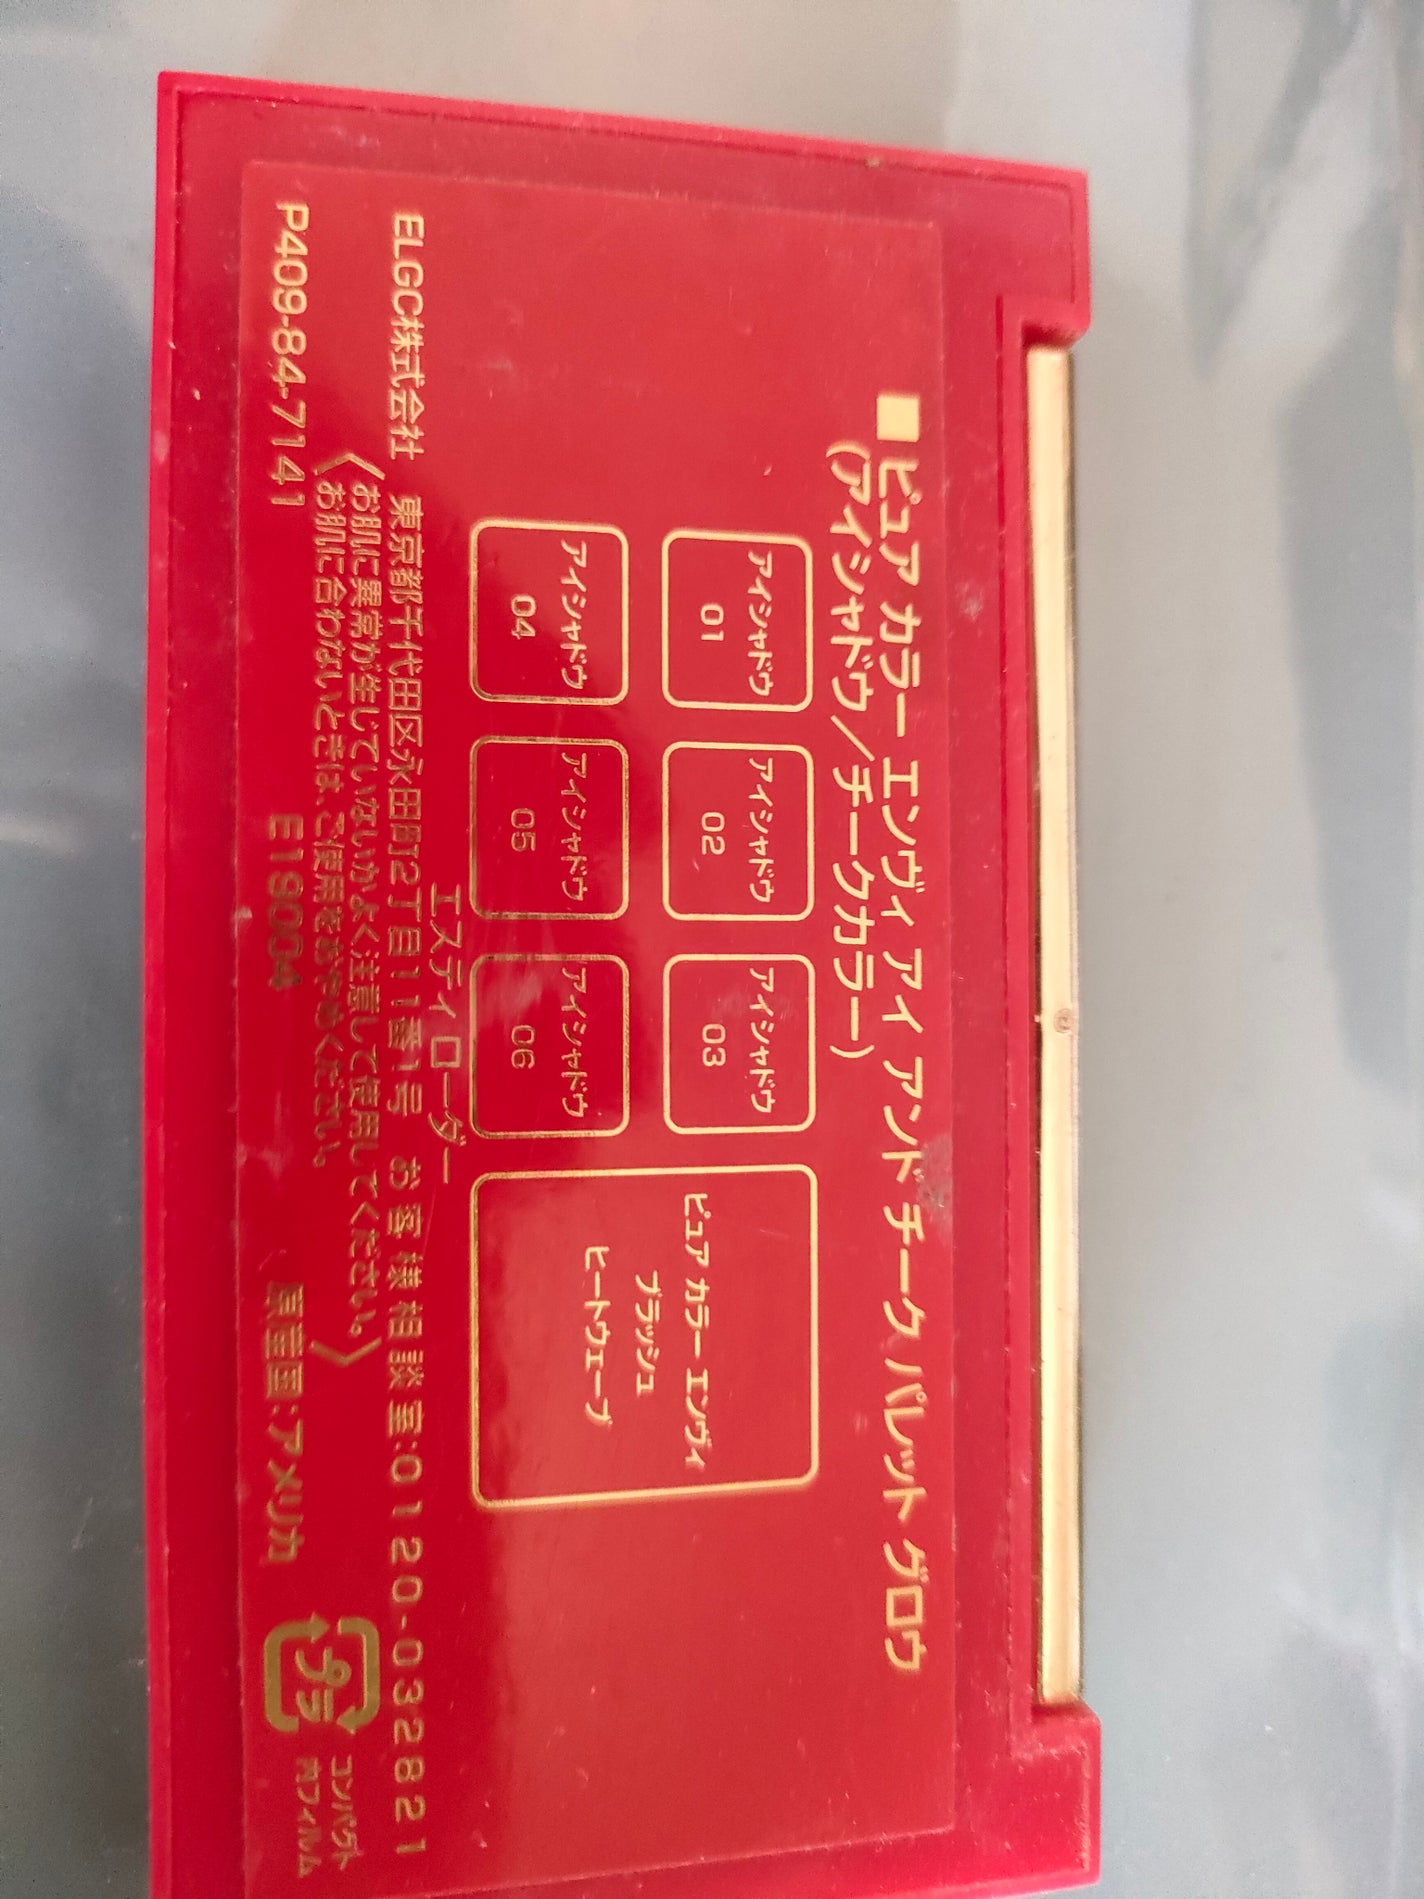 ■ピュア カラー エンヴィ アイ アンド チーク パレット グロウ
(アイシャドウ／チークカラー)
アイシャドウ
01
アイシャドウ
02
アイシャドウ
03
アイシャドウ
04
アイシャドウ
05
アイシャドウ
06
ピュア カラー エンヴィ
ブラッシュ
ヒートウェーブ
エスティ ローダー
ELGC株式会社 東京都千代田区永田町2丁目11番1号 お客様相談室:0120-032821
〈お肌に異常が生じていないかよく注意して使用してください。
お肌に合わないときは、ご使用をおやめください。〉
P409-84-7141 E19004 原産国:アメリカ
プラ
コンパクト
内フィルム